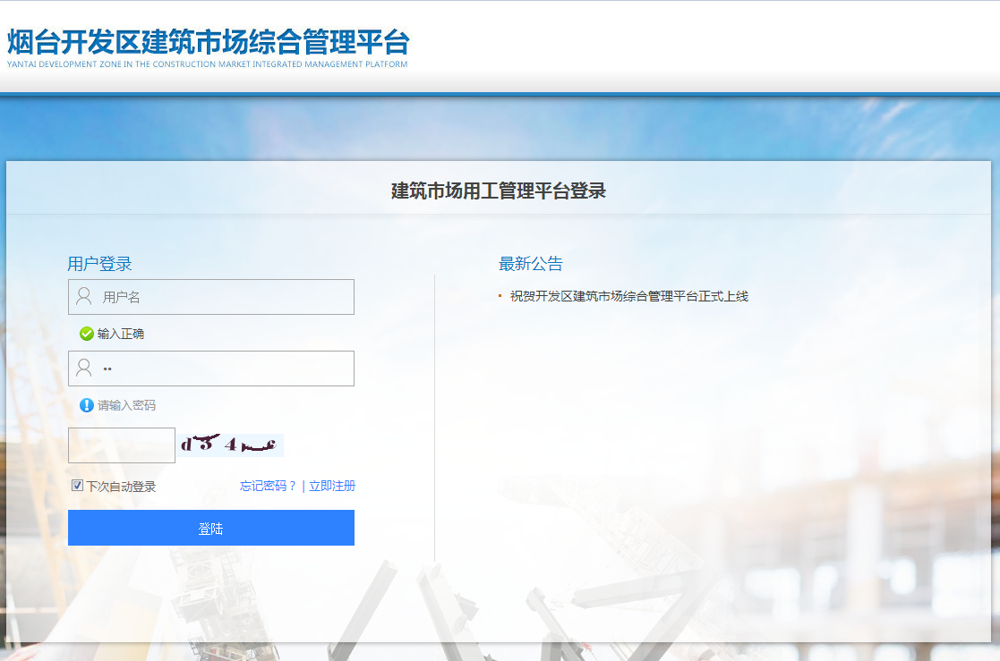 烟台开发区建筑市场综合管理平台
YANTAI DEVELOPMENT ZONE IN THE CONSTRUCTION MARKET INTEGRATED MANAGEMENT PLATFORM
建筑市场用工管理平台登录
用户登录
用户名
输入正确
••
请输入密码
下次自动登录
忘记密码？ | 立即注册
登陆
最新公告
祝贺开发区建筑市场综合管理平台正式上线